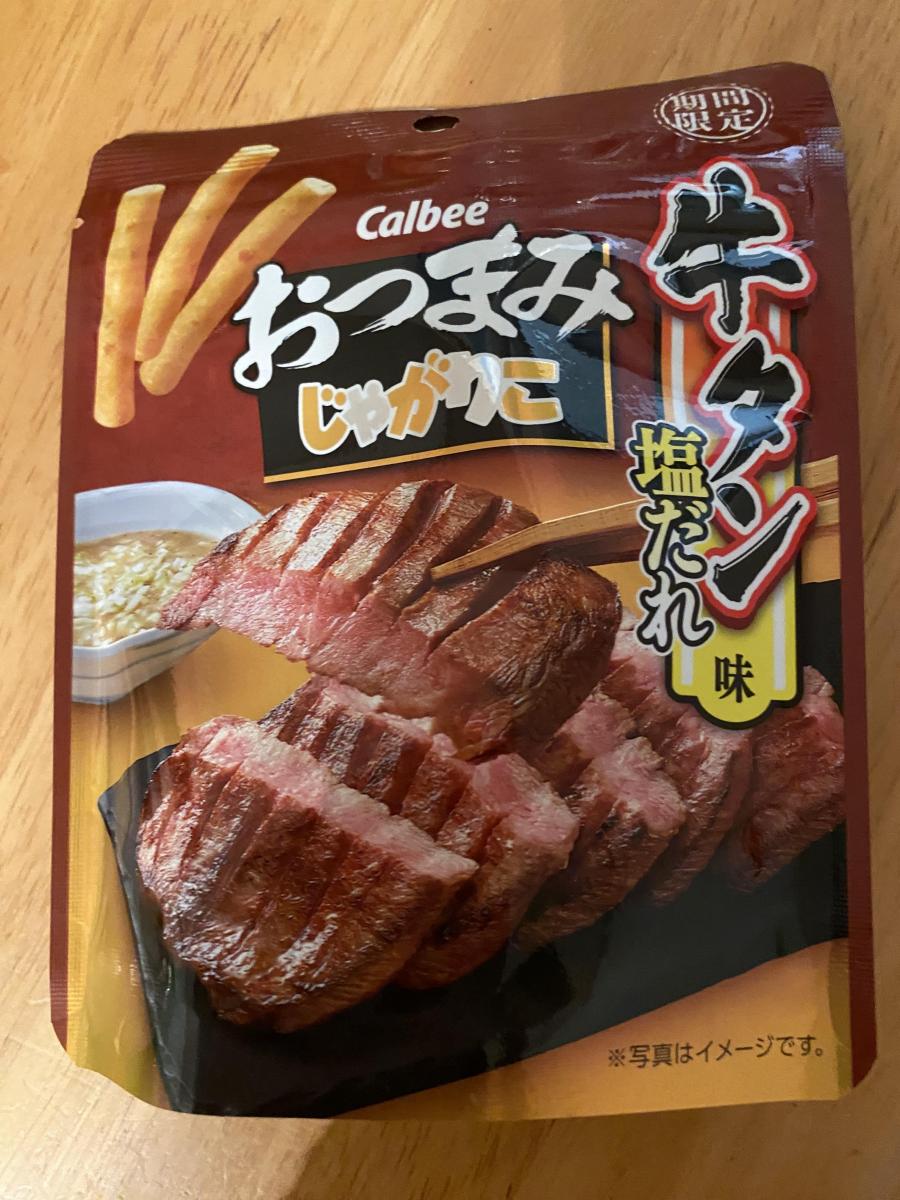 期間
限定
Calbee
おつまみ
じゃがりこ
牛タン
塩だれ
味
※写真はイメージです。